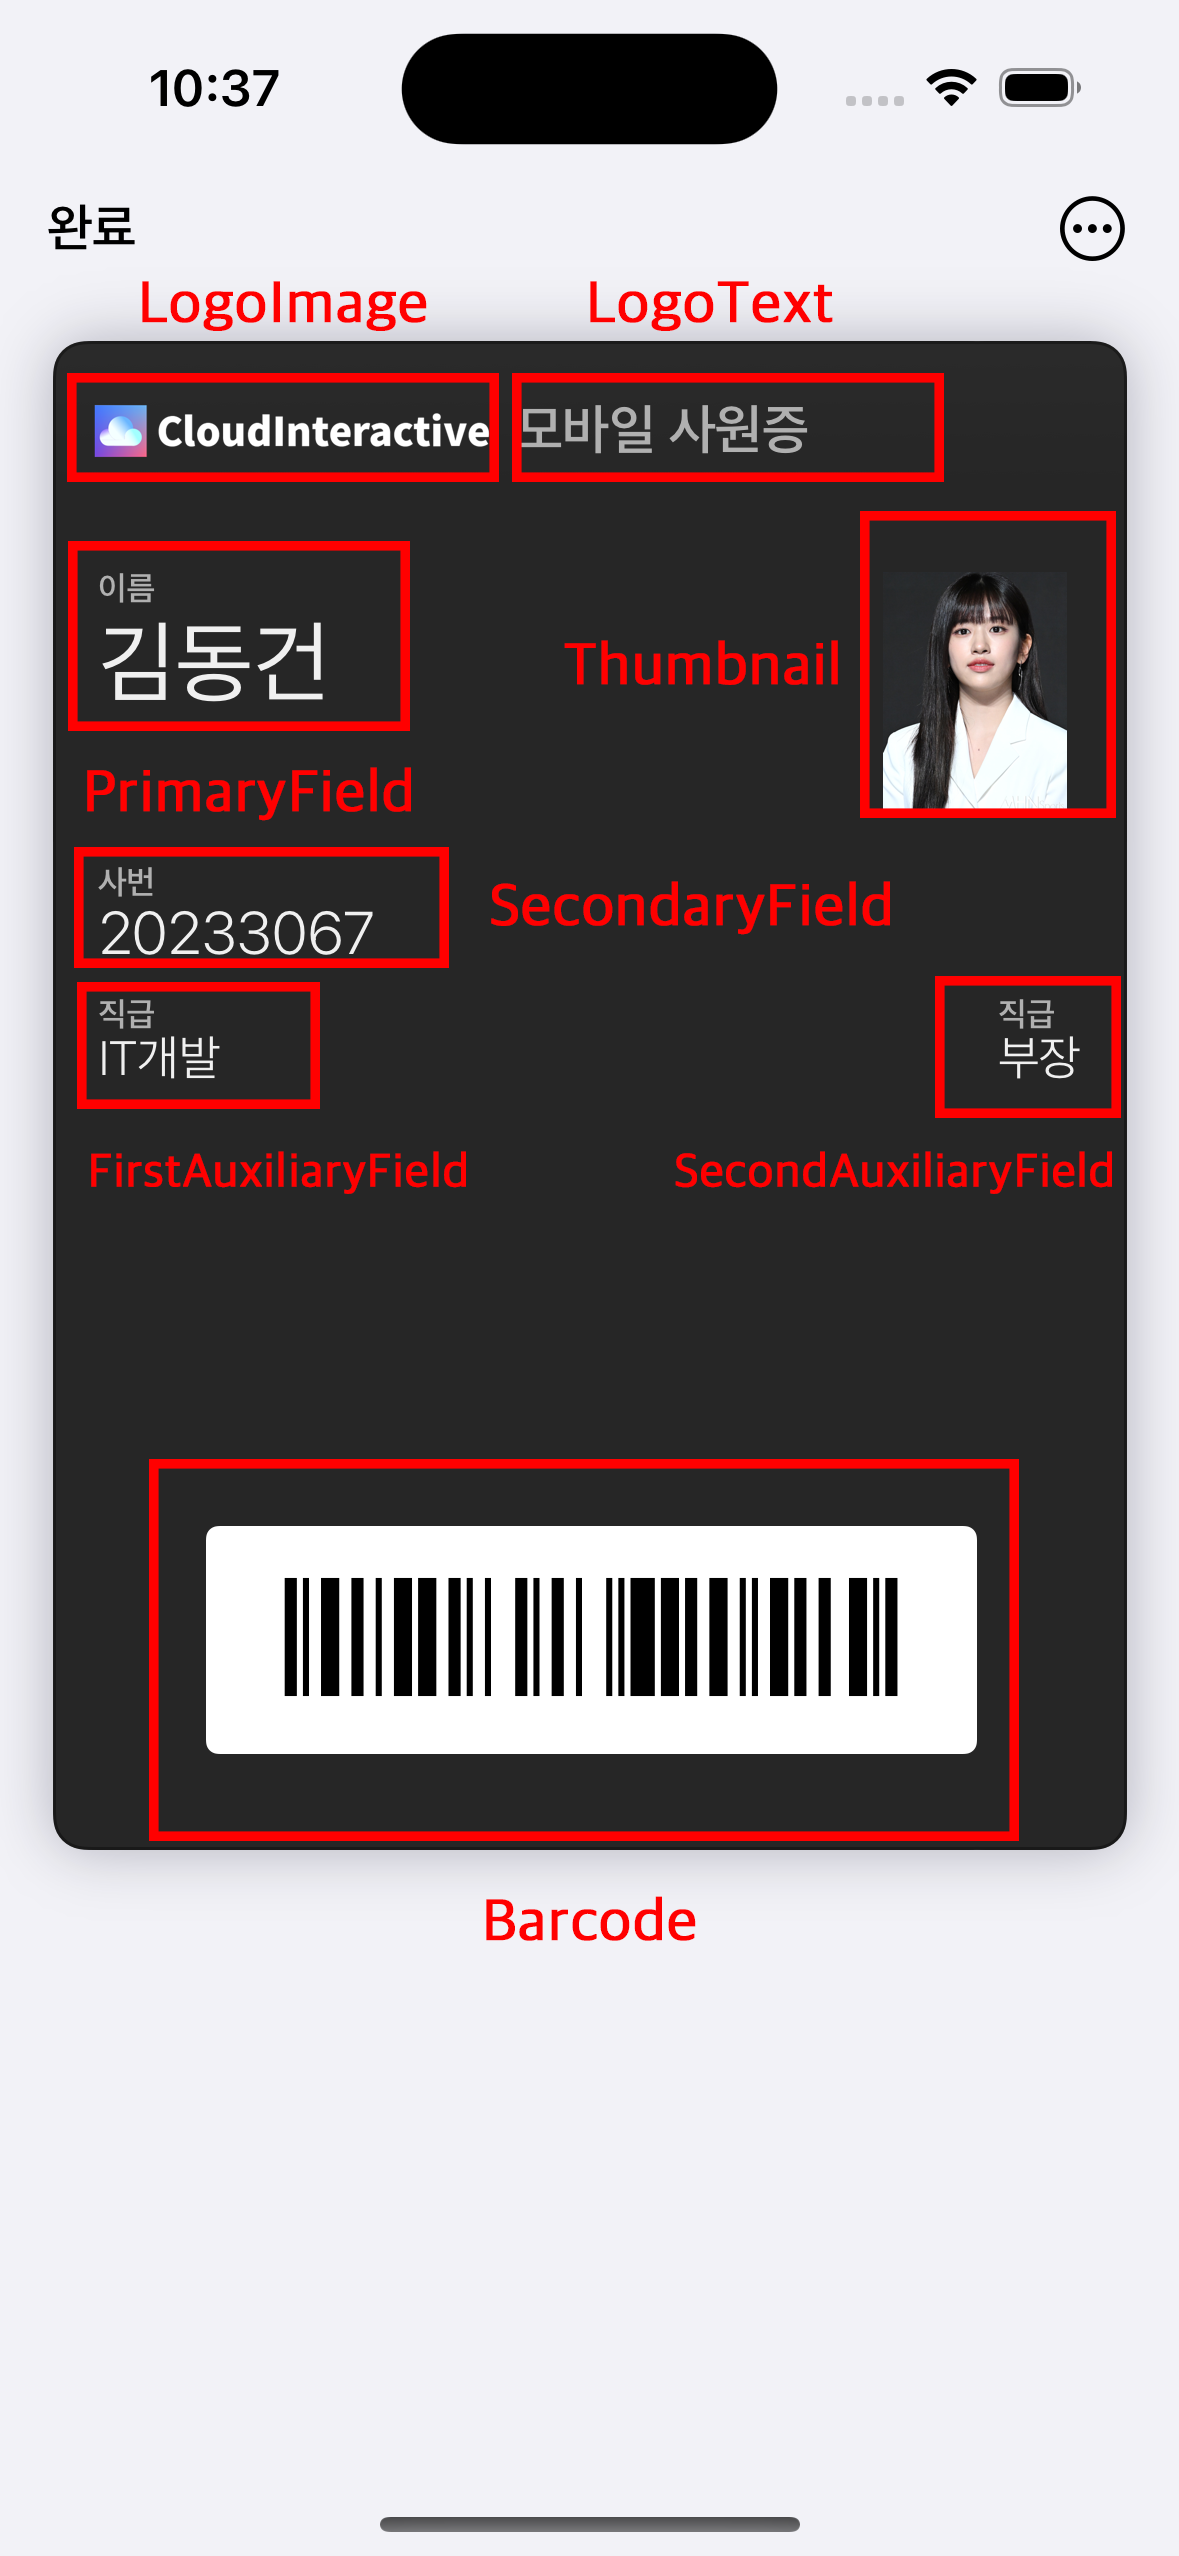 10:37
완료
LogoImage LogoText
CloudInteractive 모바일 사원증
이름
김동건
Thumbnail
PrimaryField
사번
20233067
SecondaryField
직급 직급
IT개발 부장
FirstAuxiliaryField SecondAuxiliaryField
Barcode